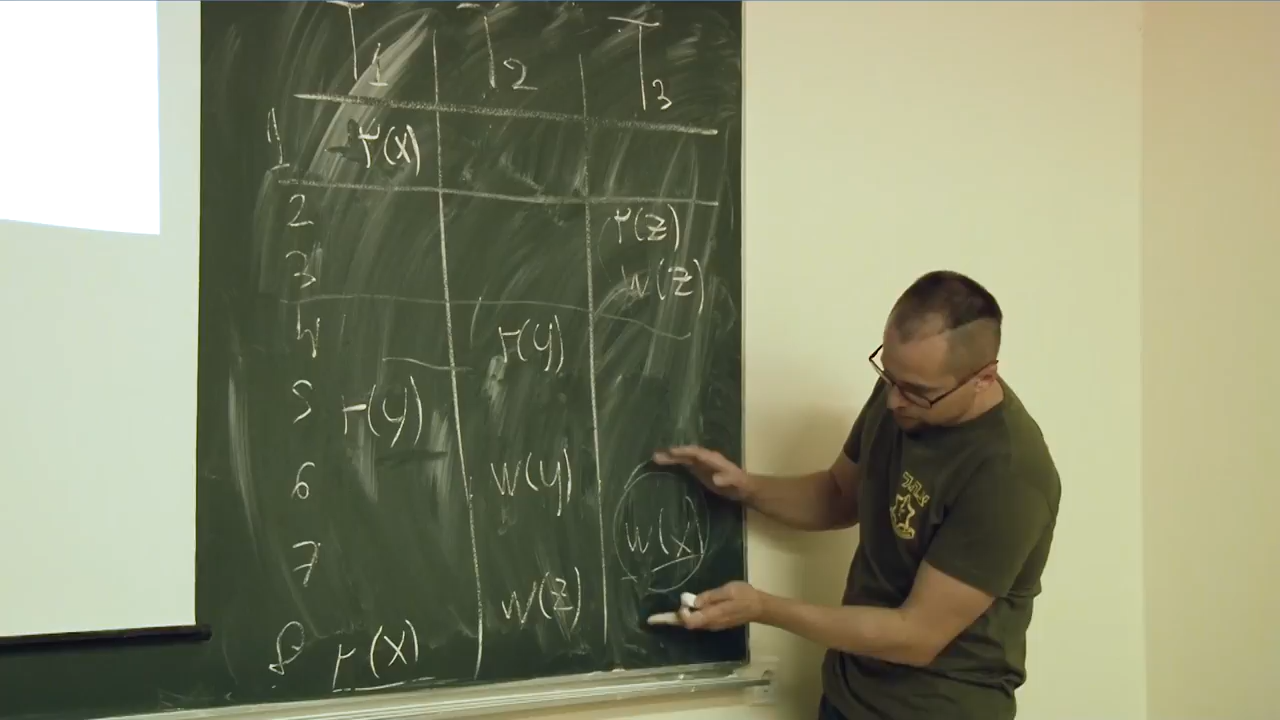 T1 T2 T3
1 r(x)
2 r(z)
3 w(z)
4 r(y)
5 r(y)
6 w(y)
7 w(x)
w(z)
8 r(x)